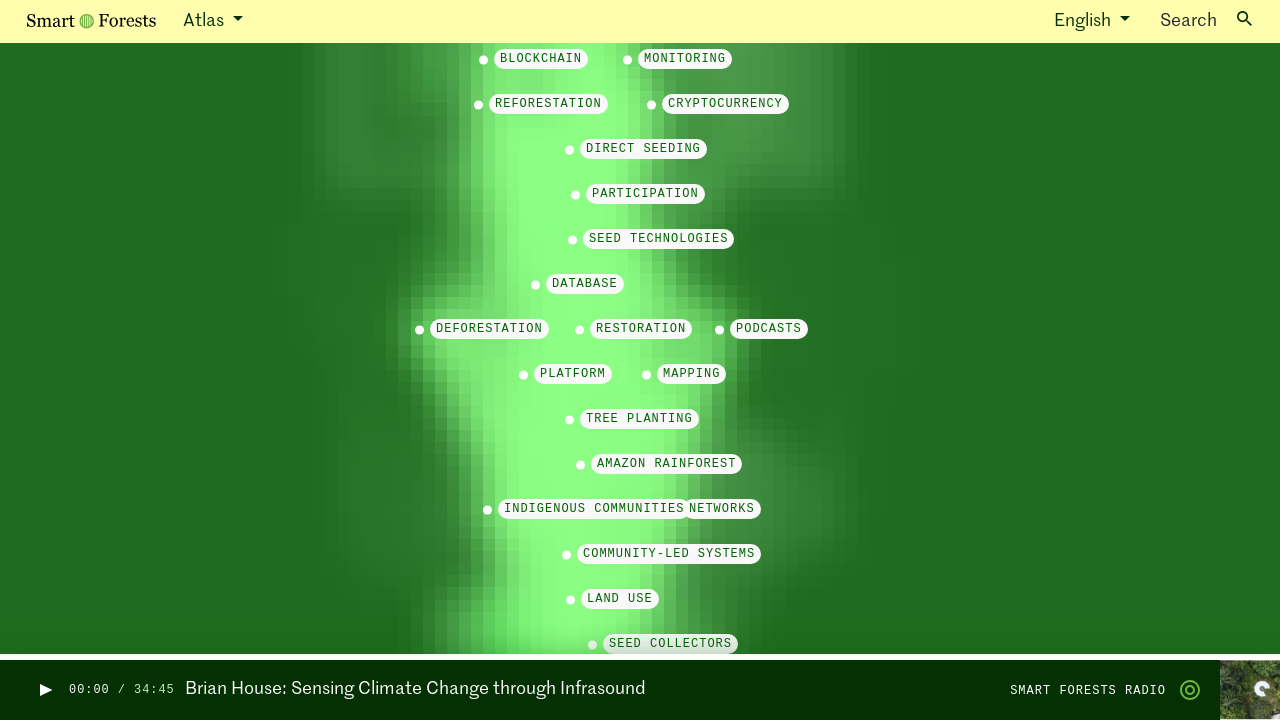 Smart Forests Atlas English Search
BLOCKCHAIN MONITORING
REFORESTATION CRYPTOCURRENCY
DIRECT SEEDING
PARTICIPATION
SEED TECHNOLOGIES
DATABASE
DEFORESTATION RESTORATION PODCASTS
PLATFORM MAPPING
TREE PLANTING
AMAZON RAINFOREST
INDIGENOUS COMMUNITIES NETWORKS
COMMUNITY-LED SYSTEMS
LAND USE
SEED COLLECTORS
00:00 / 34:45 Brian House: Sensing Climate Change through Infrasound SMART FORESTS RADIO